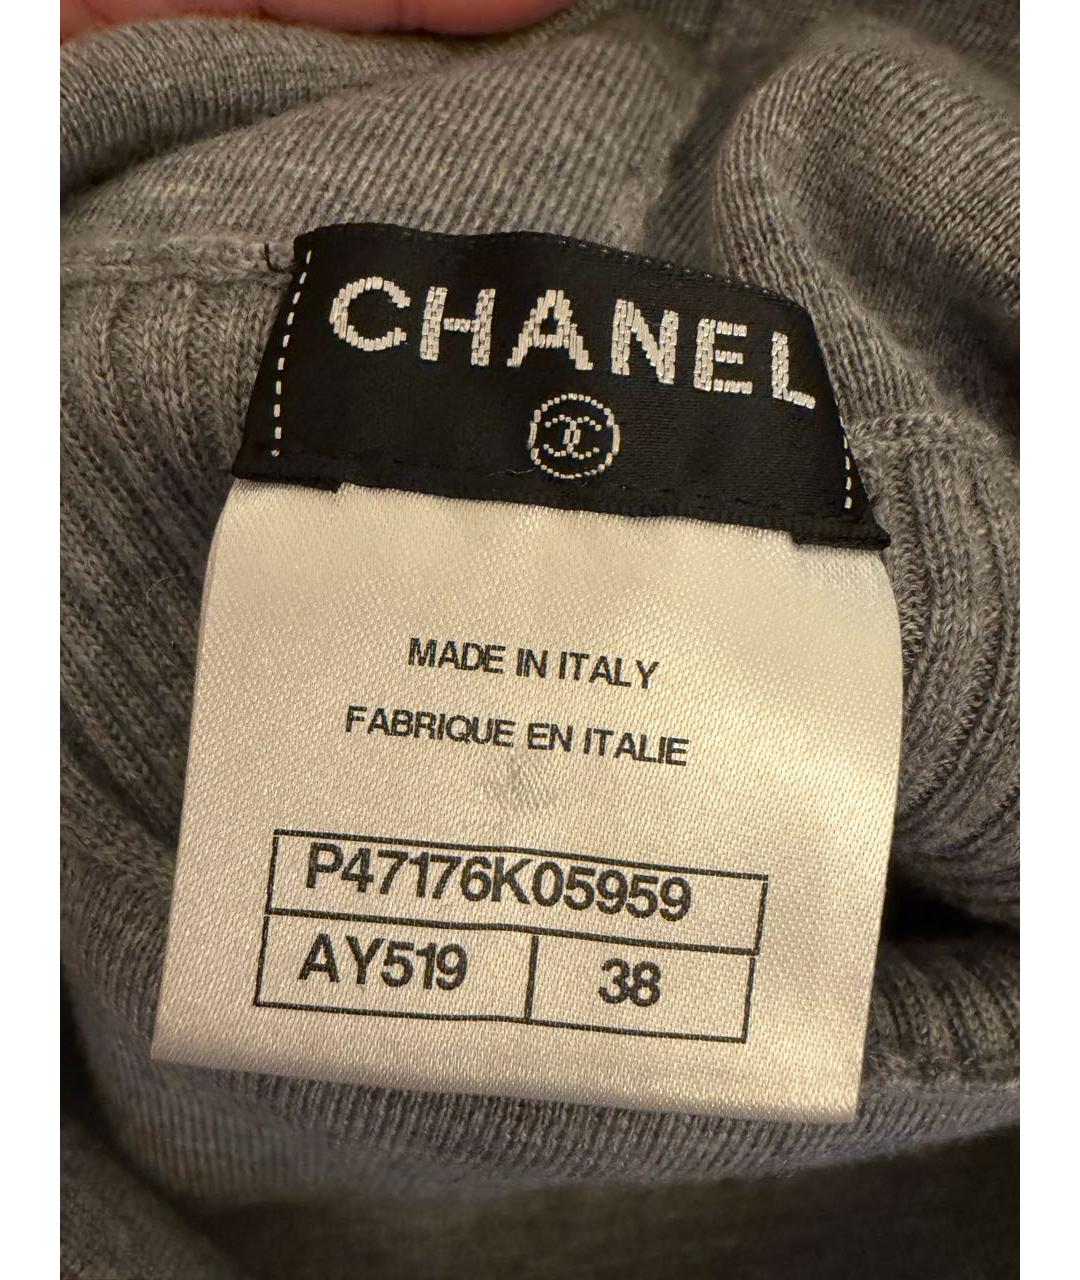 CHANEL
MADE IN ITALY
FABRIQUE EN ITALIE
P47176K05959
AY519 38